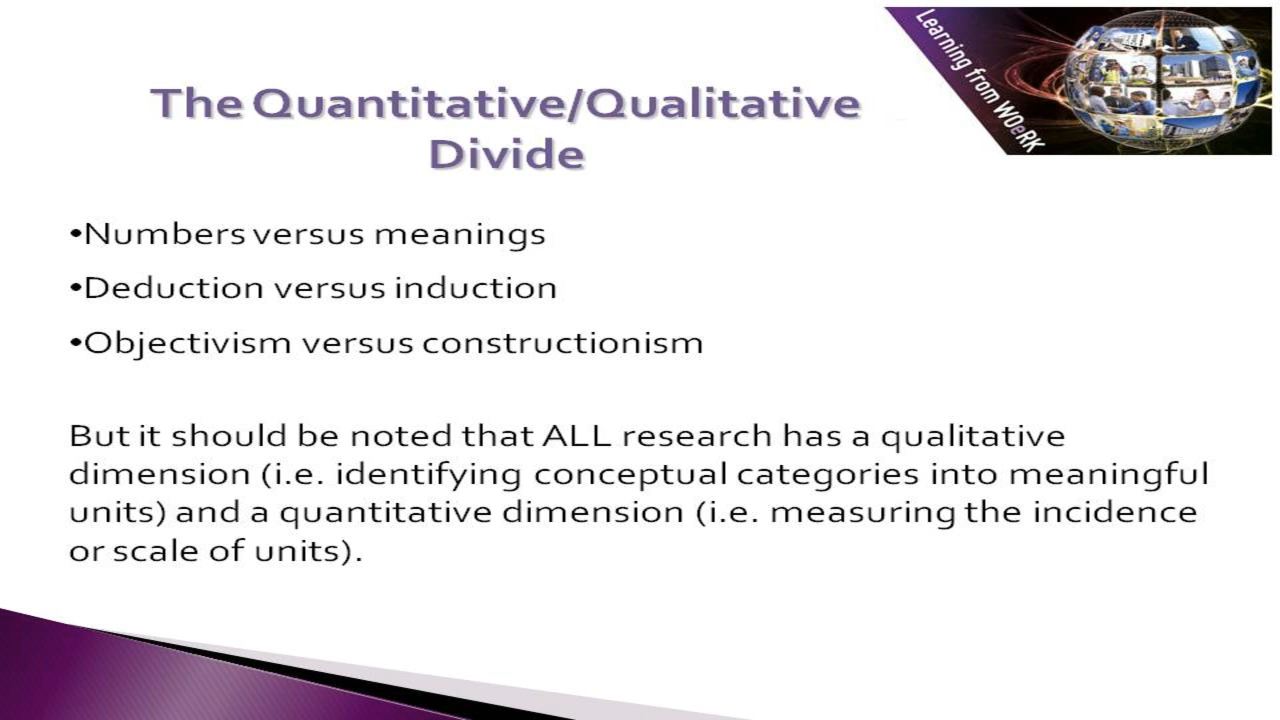 Learning from WOeRK
The Quantitative/Qualitative
Divide
•Numbers versus meanings
•Deduction versus induction
•Objectivism versus constructionism
But it should be noted that ALL research has a qualitative
dimension (i.e. identifying conceptual categories into meaningful
units) and a quantitative dimension (i.e. measuring the incidence
or scale of units).